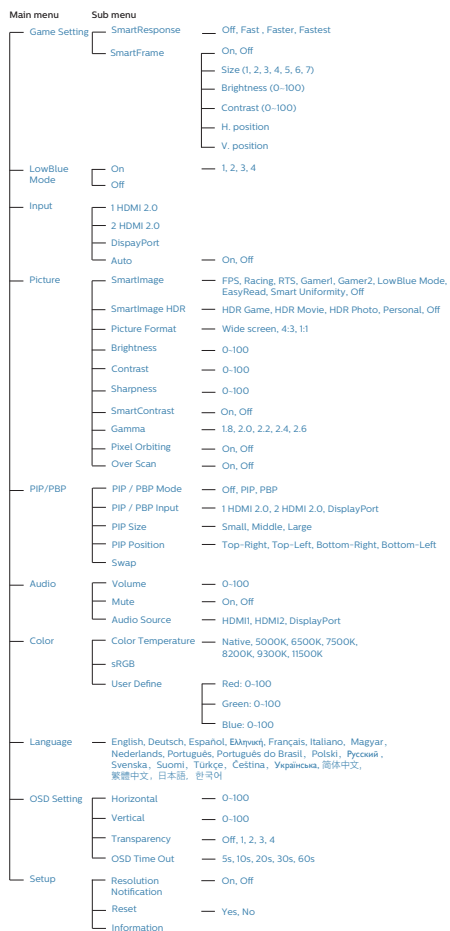 Main menu Sub menu
Game Setting SmartResponse Off, Fast , Faster, Fastest
SmartFrame On, Off
Size (1, 2, 3, 4, 5, 6, 7)
Brightness (0-100)
Contrast (0-100)
H. position
V. position
LowBlue On 1, 2, 3, 4
Mode
Off
Input 1 HDMI 2.0
2 HDMI 2.0
DispayPort
Auto On, Off
Picture SmartImage FPS, Racing, RTS, Gamer1, Gamer2, LowBlue Mode,
EasyRead, Smart Uniformity, Off
SmartImage HDR HDR Game, HDR Movie, HDR Photo, Personal, Off
Picture Format Wide screen, 4:3, 1:1
Brightness 0-100
Contrast 0-100
Sharpness 0-100
SmartContrast On, Off
Gamma 1.8, 2.0, 2.2, 2.4, 2.6
Pixel Orbiting On, Off
Over Scan On, Off
PIP/PBP PIP / PBP Mode Off, PIP, PBP
PIP / PBP Input 1 HDMI 2.0, 2 HDMI 2.0, DisplayPort
PIP Size Small, Middle, Large
PIP Position Top-Right, Top-Left, Bottom-Right, Bottom-Left
Swap
Audio Volume 0-100
Mute On, Off
Audio Source HDMI1, HDMI2, DisplayPort
Color Color Temperature Native, 5000K, 6500K, 7500K,
8200K, 9300K, 11500K
sRGB
User Define Red: 0-100
Green: 0-100
Blue: 0-100
Language English, Deutsch, Español, Ελληνική, Français, Italiano, Magyar,
Nederlands, Português, Português do Brasil, Polski, Русский ,
Svenska, Suomi, Türkçe, Čeština, Українська, 简体中文,
繁體中文, 日本語, 한국어
OSD Setting Horizontal 0-100
Vertical 0-100
Transparency Off, 1, 2, 3, 4
OSD Time Out 5s, 10s, 20s, 30s, 60s
Setup Resolution On, Off
Notification
Reset Yes, No
Information